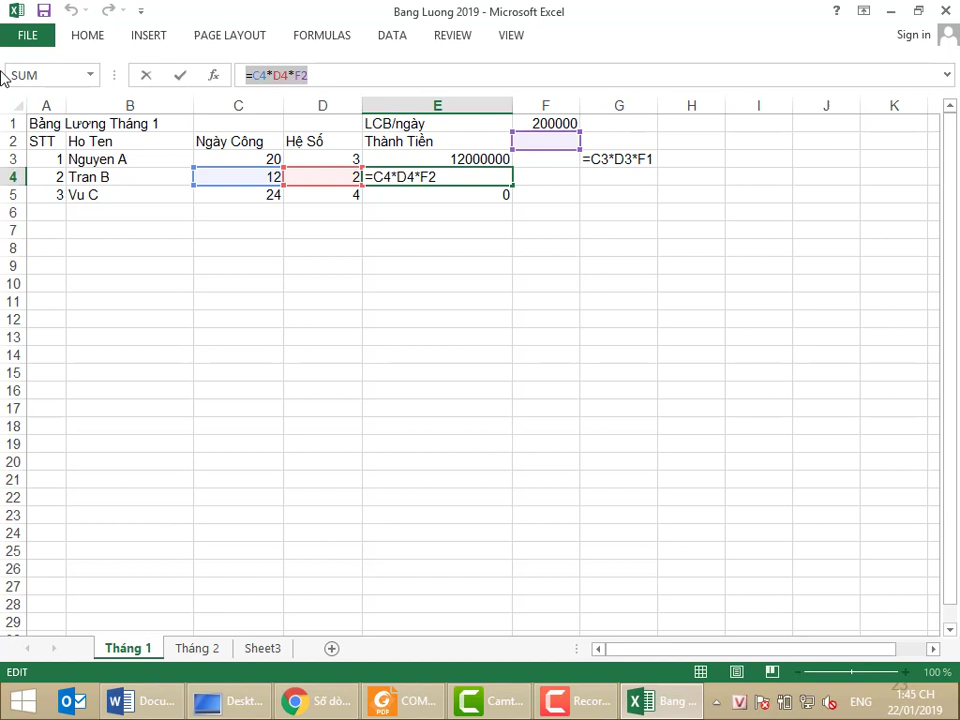 Bang Luong 2019 - Microsoft Excel
? 
FILE HOME INSERT PAGE LAYOUT FORMULAS DATA REVIEW VIEW Sign in
SUM fx =C4*D4*F2
A B C D E F G H I J K
1 Bảng Lương Tháng 1 LCB/ngày 200000
2 STT Ho Ten Ngày Công Hệ Số Thành Tiền
3 1 Nguyen A 20 3 12000000 =C3*D3*F1
4 2 Tran B 12 2 =C4*D4*F2
5 3 Vu C 24 4 0
6
7
8
9
10
11
12
13
14
15
16
17
18
19
20
21
22
23
24
25
26
27
28
29
Tháng 1 Tháng 2 Sheet3
EDIT 100 %
Docu... Deskt... Số dò... COM... Camt... Recor... Bang ... ENG 1:45 CH
22/01/2019